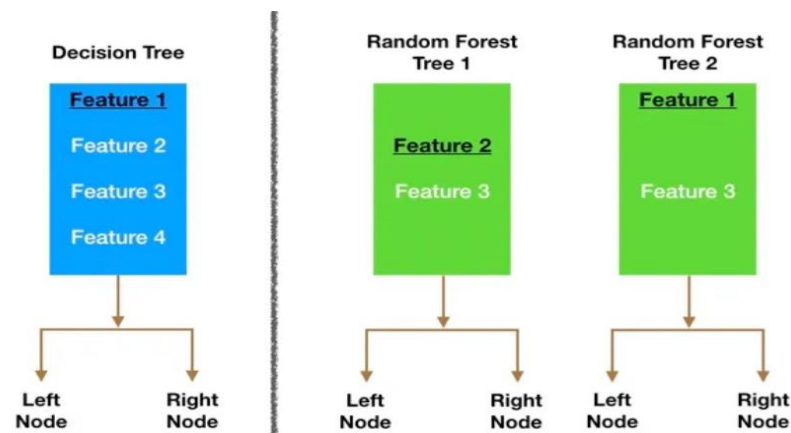 Decision Tree
Feature 1
Feature 2
Feature 3
Feature 4
Left
Node
Right
Node
Random Forest
Tree 1
Feature 2
Feature 3
Left
Node
Right
Node
Random Forest
Tree 2
Feature 1
Feature 3
Left
Node
Right
Node